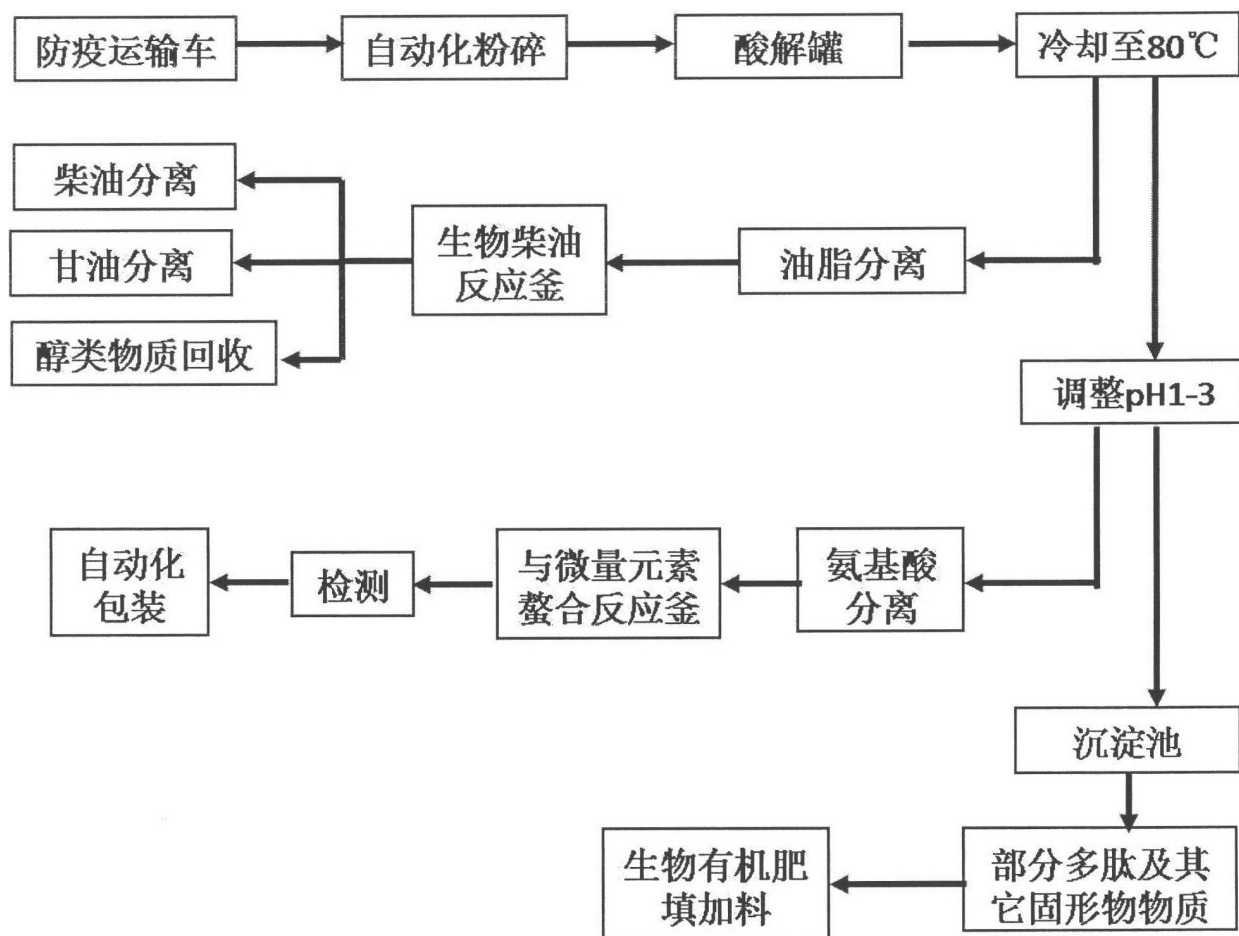 防疫运输车
自动化粉碎
酸解罐
冷却至80℃
柴油分离
甘油分离
醇类物质回收
生物柴油
反应釜
油脂分离
调整pH1-3
自动化
包装
检测
与微量元素
螯合反应釜
氨基酸
分离
沉淀池
生物有机肥
填加料
部分多肽及其
它固形物物质